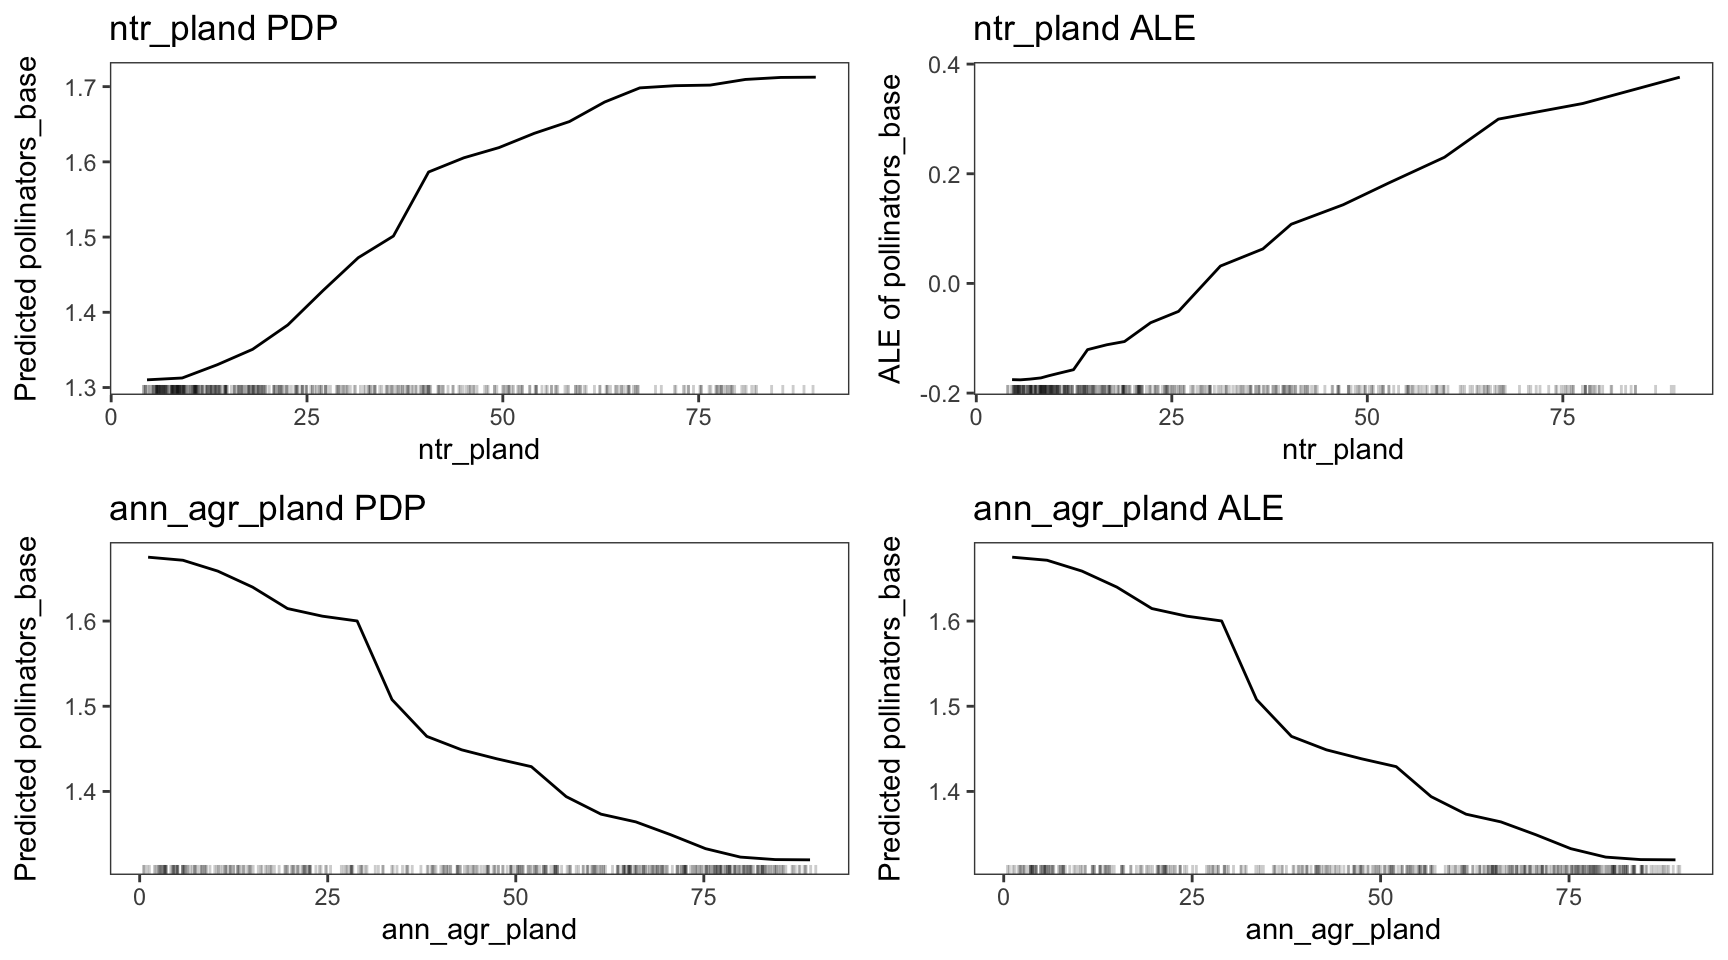 ntr_pland PDP
Predicted pollinators_base
1.7
1.6
1.5
1.4
1.3
0
25
50
75
ntr_pland
ntr_pland ALE
ALE of pollinators_base
0.4
0.2
0.0
-0.2
0
25
50
75
ntr_pland
ann_agr_pland PDP
Predicted pollinators_base
1.6
1.5
1.4
0
25
50
75
ann_agr_pland
ann_agr_pland ALE
Predicted pollinators_base
1.6
1.5
1.4
0
25
50
75
ann_agr_pland